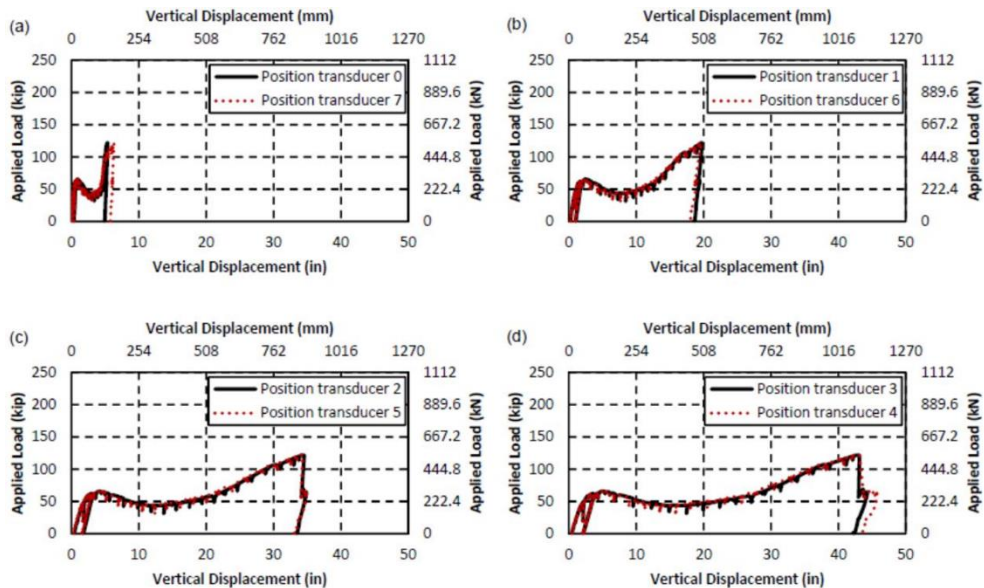 (a)
Vertical Displacement (mm)
0 254 508 762 1016 1270
Applied Load (kip)
250
200
150
100
50
0
Position transducer 0
Position transducer 7
1112
889.6
667.2
444.8
222.4
0
Applied Load (kN)
0 10 20 30 40 50
Vertical Displacement (in)
(b)
Vertical Displacement (mm)
0 254 508 762 1016 1270
Applied Load (kip)
250
200
150
100
50
0
Position transducer 1
Position transducer 6
1112
889.6
667.2
444.8
222.4
0
Applied Load (kN)
0 10 20 30 40 50
Vertical Displacement (in)
(c)
Vertical Displacement (mm)
0 254 508 762 1016 1270
Applied Load (kip)
250
200
150
100
50
0
Position transducer 2
Position transducer 5
1112
889.6
667.2
444.8
222.4
0
Applied Load (kN)
0 10 20 30 40 50
Vertical Displacement (in)
(d)
Vertical Displacement (mm)
0 254 508 762 1016 1270
Applied Load (kip)
250
200
150
100
50
0
Position transducer 3
Position transducer 4
1112
889.6
667.2
444.8
222.4
0
Applied Load (kN)
0 10 20 30 40 50
Vertical Displacement (in)